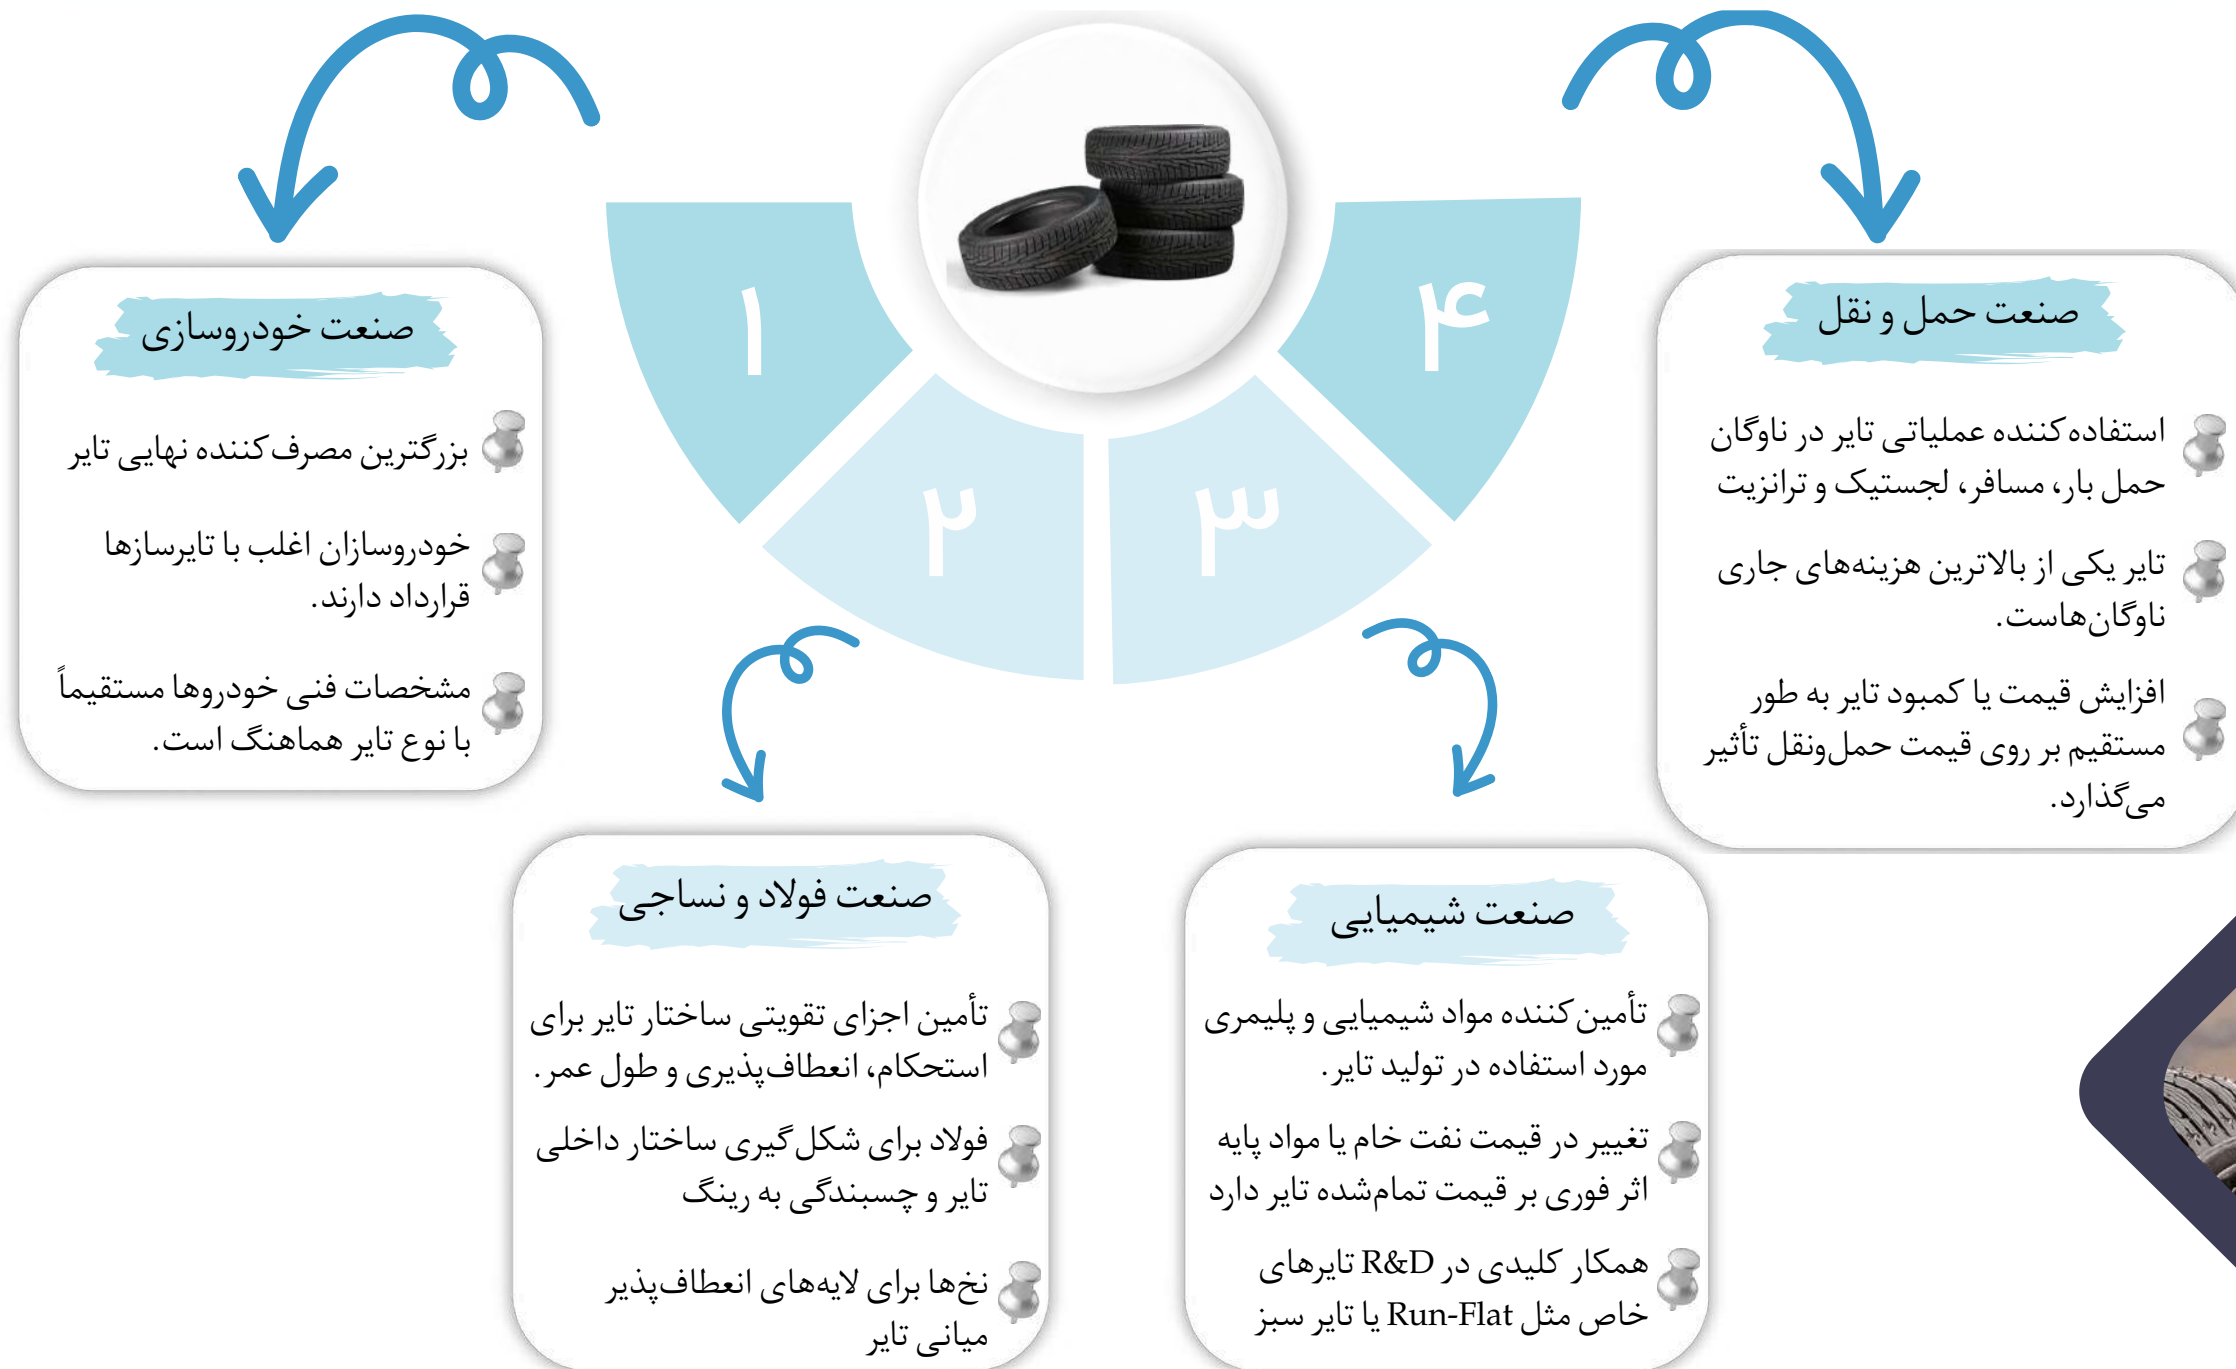 ۱
۲
۳
۴
صنعت خودروسازی
بزرگترین مصرف‌کننده نهایی تایر
خودروسازان اغلب با تایرسازها
قرارداد دارند.
مشخصات فنی خودروها مستقیماً
با نوع تایر هماهنگ است.
صنعت فولاد و نساجی
تأمین اجزای تقویتی ساختار تایر برای
استحکام، انعطاف‌پذیری و طول عمر.
فولاد برای شکل‌گیری ساختار داخلی
تایر و چسبندگی به رینگ
نخ‌ها برای لایه‌های انعطاف‌پذیر
میانی تایر
صنعت شیمیایی
تأمین‌کننده مواد شیمیایی و پلیمری
مورد استفاده در تولید تایر.
تغییر در قیمت نفت خام یا مواد پایه
اثر فوری بر قیمت تمام‌شده تایر دارد
همکار کلیدی در R&D تایرهای
خاص مثل Run-Flat یا تایر سبز
صنعت حمل و نقل
استفاده‌کننده عملیاتی تایر در ناوگان
حمل بار، مسافر، لجستیک و ترانزیت
تایر یکی از بالاترین هزینه‌های جاری
ناوگان‌هاست.
افزایش قیمت یا کمبود تایر به طور
مستقیم بر روی قیمت حمل‌ونقل تأثیر
می‌گذارد.